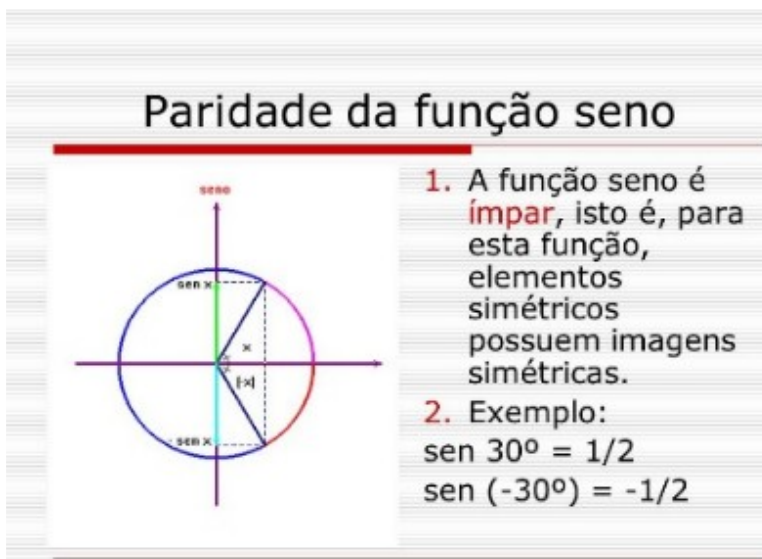 Paridade da função seno
seno
sen x
x
(-x)
- sen x
1. A função seno é
ímpar, isto é, para
esta função,
elementos
simétricos
possuem imagens
simétricas.
2. Exemplo:
sen 30º = 1/2
sen (-30º) = -1/2